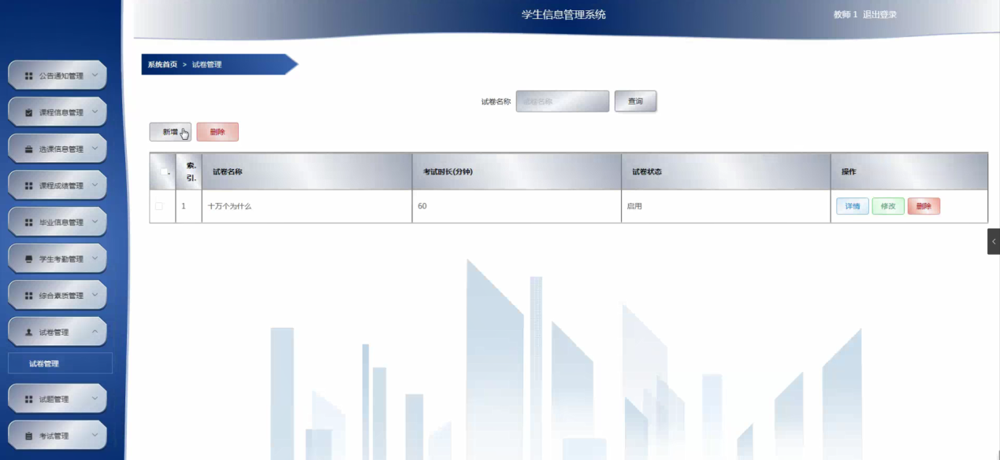 学生信息管理系统
教师 1 退出登录
系统首页 > 试卷管理
公告通知管理
课程信息管理
选课信息管理
课程成绩管理
毕业信息管理
学生考勤管理
综合素质管理
试卷管理
试卷管理
试题管理
考试管理
试卷名称 试卷名称 查询
新增 删除
索引. 试卷名称 考试时长(分钟) 试卷状态 操作
1 十万个为什么 60 启用 详情 修改 删除